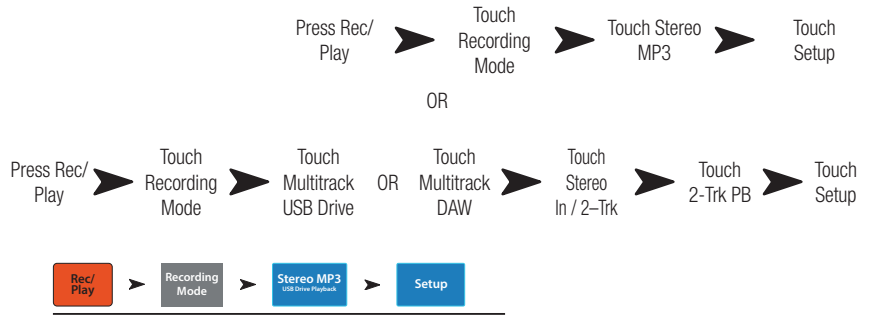 Press Rec/
Play
Touch
Recording
Mode
Touch Stereo
MP3
Touch
Setup
OR
Press Rec/
Play
Touch
Recording
Mode
Touch
Multitrack
USB Drive
OR
Touch
Multitrack
DAW
Touch
Stereo
In / 2–Trk
Touch
2-Trk PB
Touch
Setup
Rec/
Play
Recording
Mode
Stereo MP3
USB Drive Playback
Setup